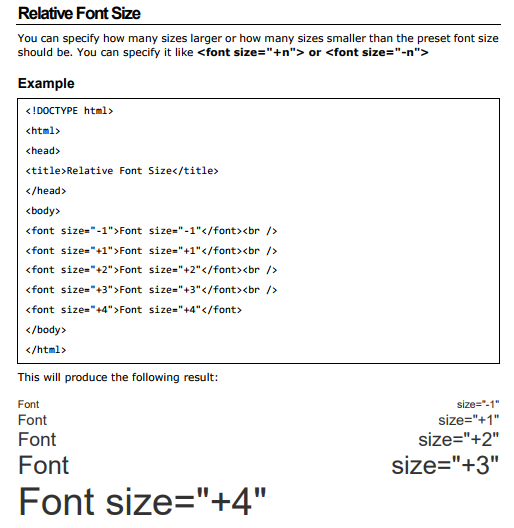 Relative Font Size
You can specify how many sizes larger or how many sizes smaller than the preset font size
should be. You can specify it like <font size="+n"> or <font size="-n">
Example
<!DOCTYPE html>
<html>
<head>
<title>Relative Font Size</title>
</head>
<body>
<font size="-1">Font size="-1"</font><br />
<font size="+1">Font size="+1"</font><br />
<font size="+2">Font size="+2"</font><br />
<font size="+3">Font size="+3"</font><br />
<font size="+4">Font size="+4"</font>
</body>
</html>
This will produce the following result:
Font size="-1"
Font size="+1"
Font size="+2"
Font size="+3"
Font size="+4"